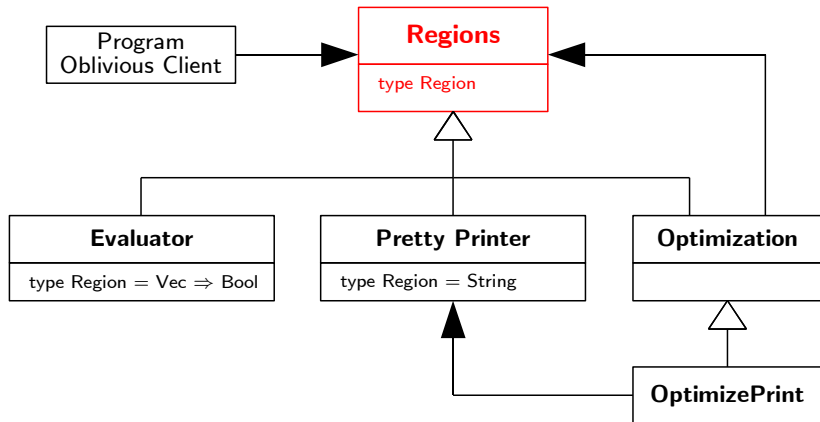 Program
Oblivious Client
Regions
type Region
Evaluator
type Region = Vec ⇒ Bool
Pretty Printer
type Region = String
Optimization
OptimizePrint